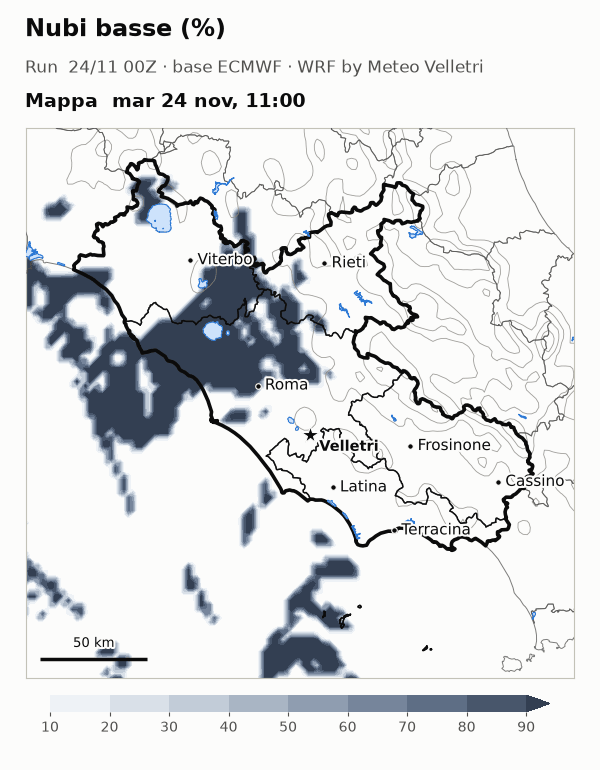 Nubi basse (%)
Run  24/11 00Z · base ECMWF · WRF by Meteo Velletri
Mappa  mar 24 nov, 11:00
Viterbo
Rieti
Roma
Velletri
Frosinone
Cassino
Latina
Terracina
50 km
10 20 30 40 50 60 70 80 90